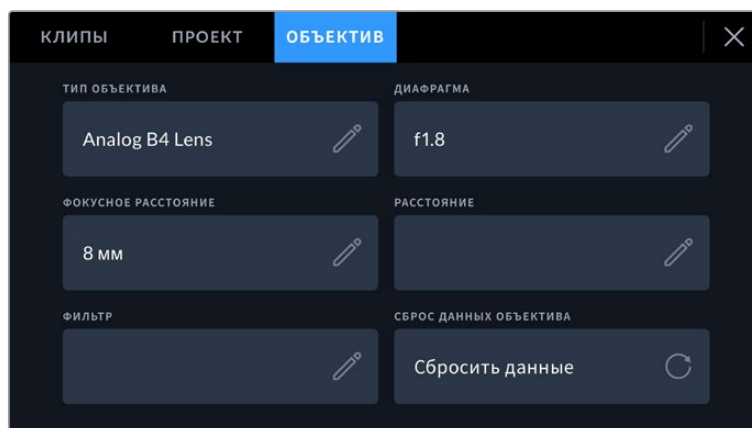 КЛИПЫ ПРОЕКТ ОБЪЕКТИВ
ТИП ОБЪЕКТИВА ДИАФРАГМА
Analog B4 Lens f1.8
ФОКУСНОЕ РАССТОЯНИЕ РАССТОЯНИЕ
8 мм
ФИЛЬТР СБРОС ДАННЫХ ОБЪЕКТИВА
Сбросить данные